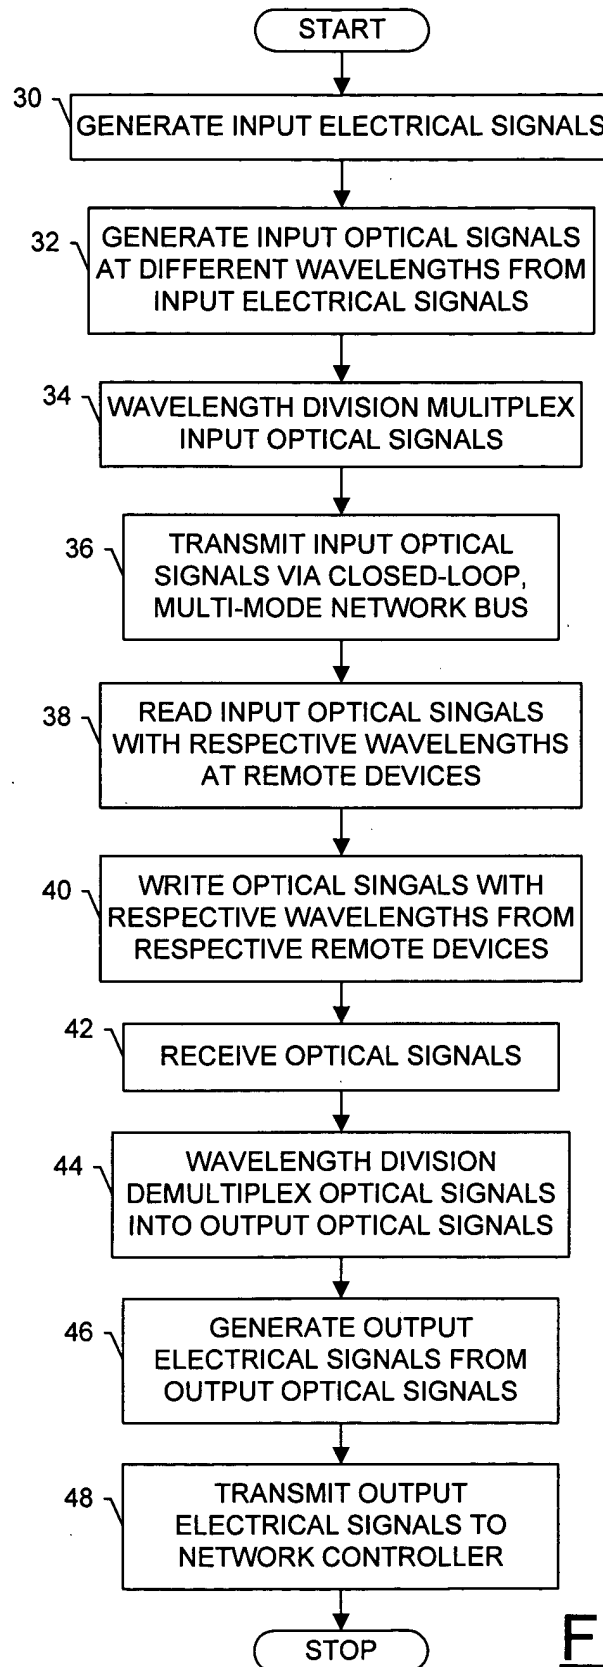 START
30
GENERATE INPUT ELECTRICAL SIGNALS
32
GENERATE INPUT OPTICAL SIGNALS
AT DIFFERENT WAVELENGTHS FROM
INPUT ELECTRICAL SIGNALS
34
WAVELENGTH DIVISION MULITPLEX
INPUT OPTICAL SIGNALS
36
TRANSMIT INPUT OPTICAL
SIGNALS VIA CLOSED-LOOP,
MULTI-MODE NETWORK BUS
38
READ INPUT OPTICAL SINGALS
WITH RESPECTIVE WAVELENGTHS
AT REMOTE DEVICES
40
WRITE OPTICAL SINGALS WITH
RESPECTIVE WAVELENGTHS FROM
RESPECTIVE REMOTE DEVICES
42
RECEIVE OPTICAL SIGNALS
44
WAVELENGTH DIVISION
DEMULTIPLEX OPTICAL SIGNALS
INTO OUTPUT OPTICAL SIGNALS
46
GENERATE OUTPUT
ELECTRICAL SIGNALS FROM
OUTPUT OPTICAL SIGNALS
48
TRANSMIT OUTPUT
ELECTRICAL SIGNALS TO
NETWORK CONTROLLER
STOP
F